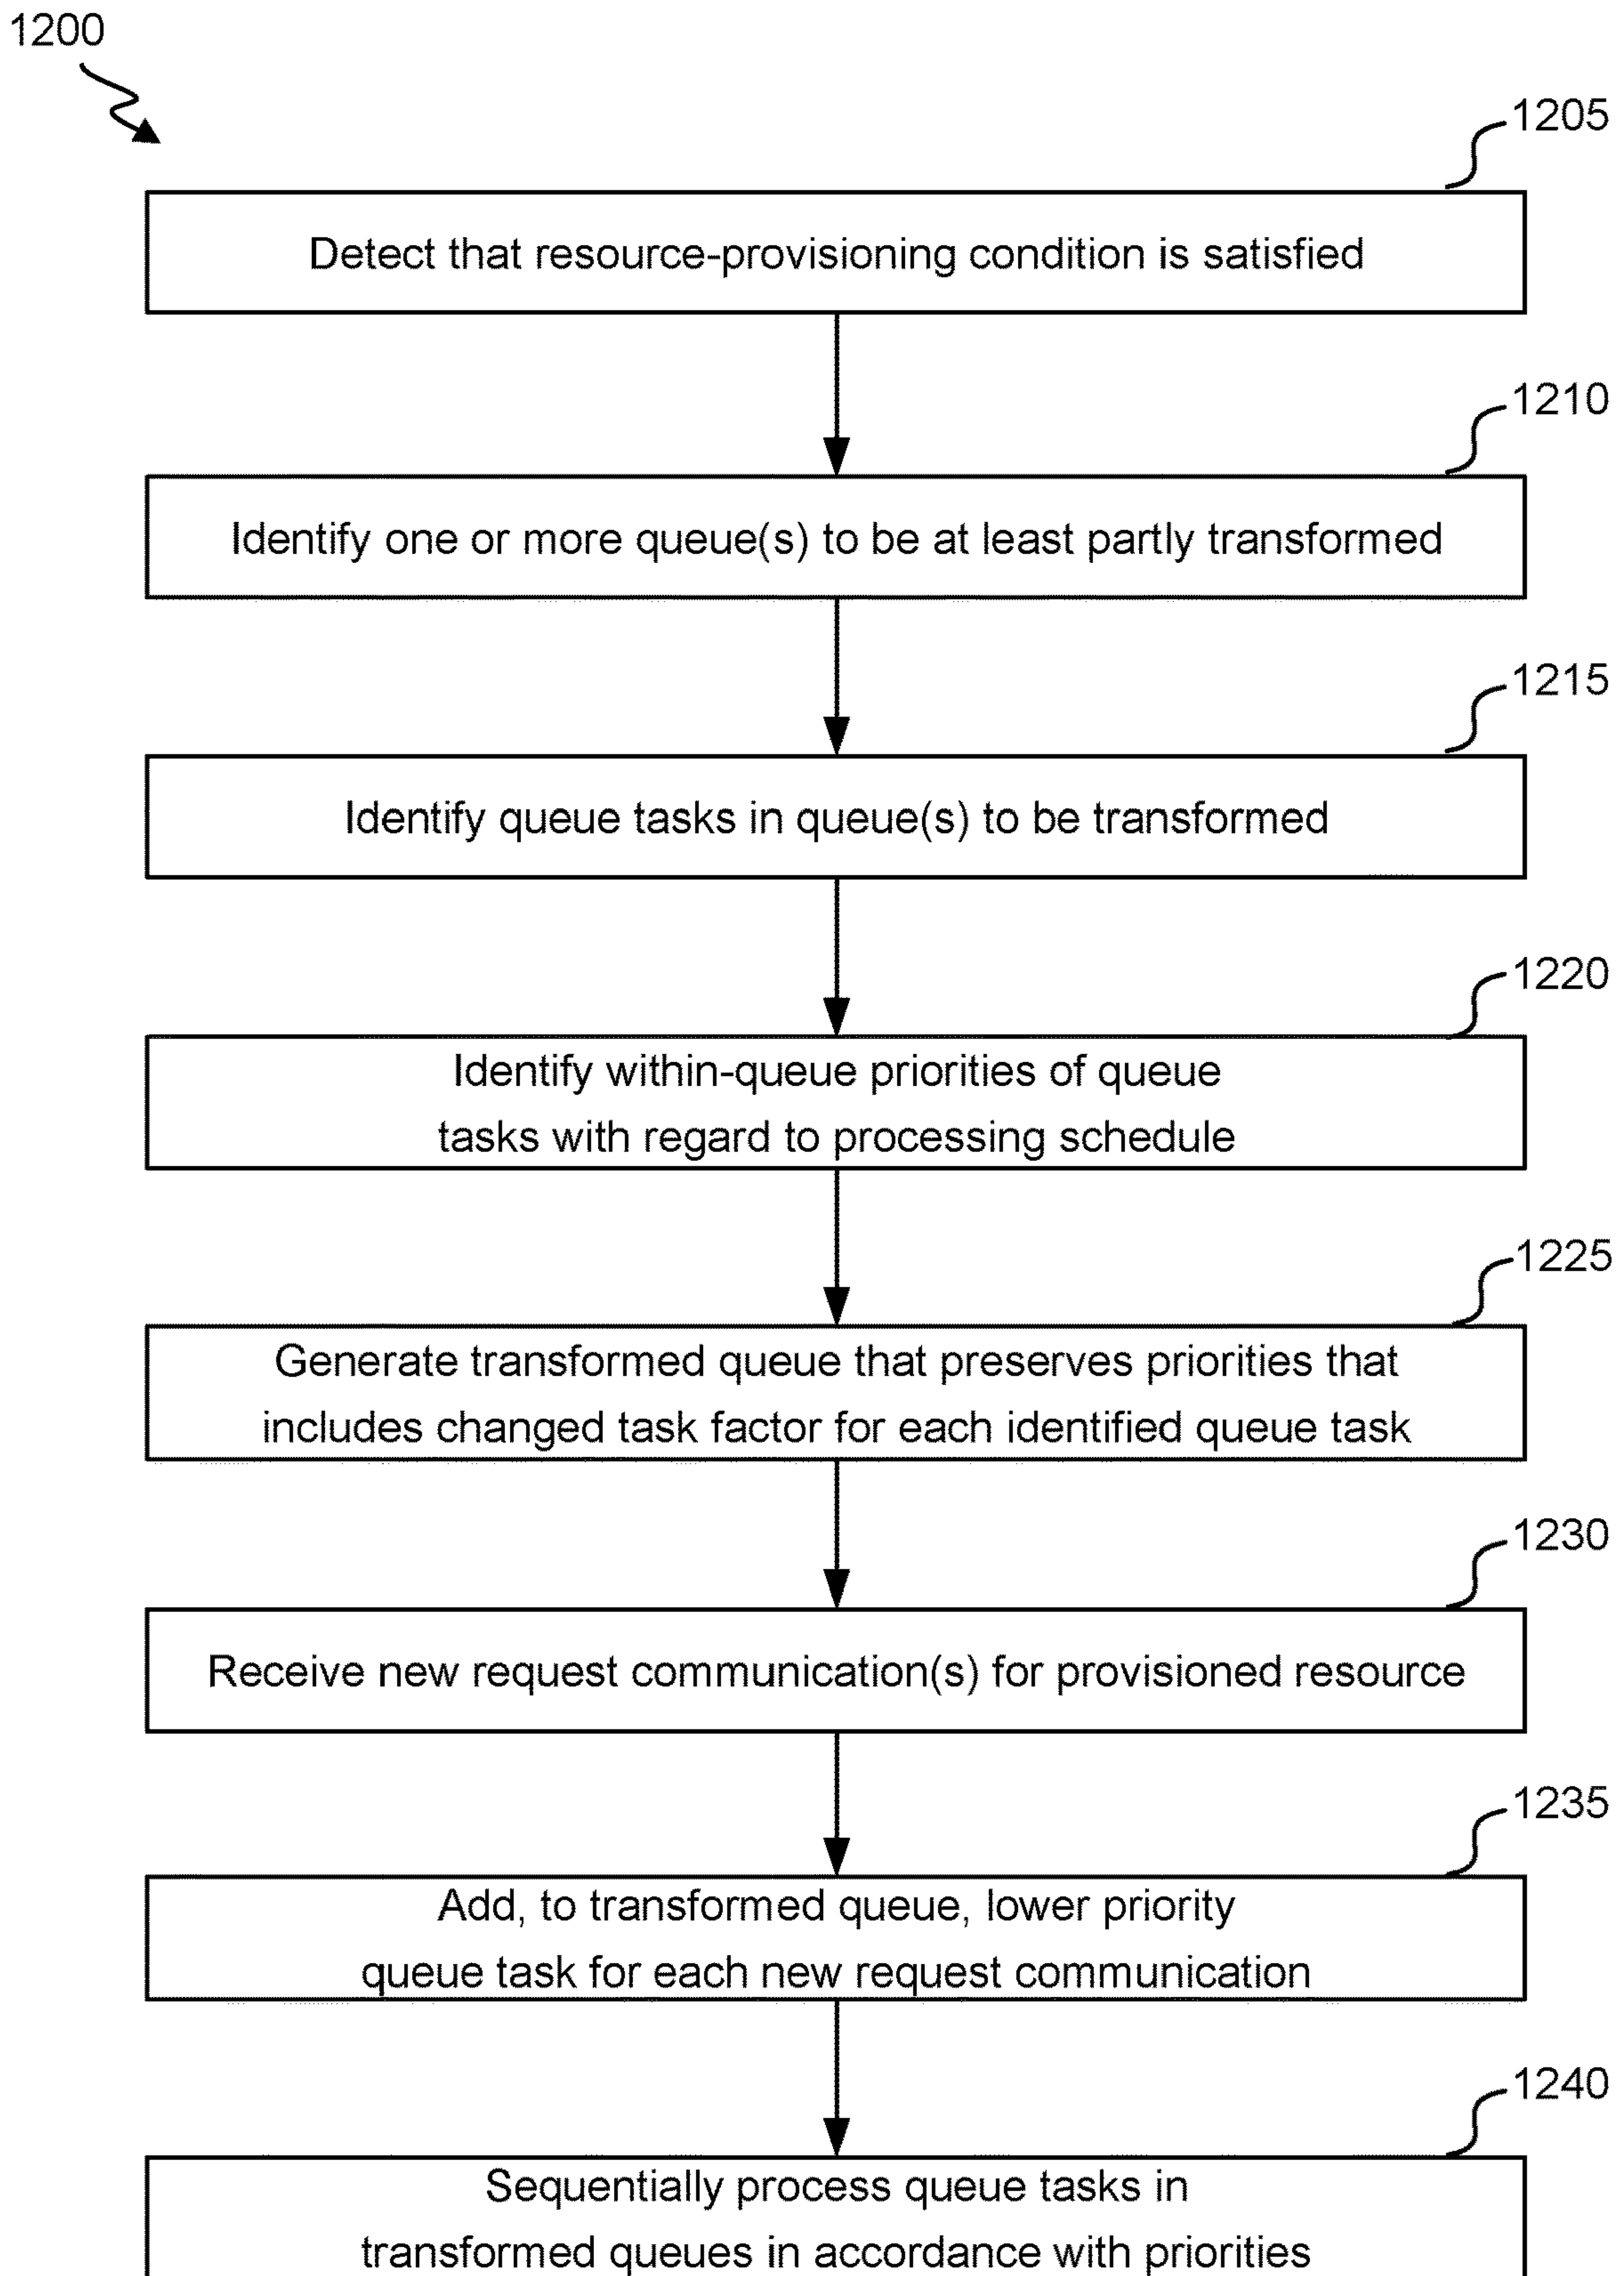 1200
1205
Detect that resource-provisioning condition is satisfied
1210
Identify one or more queue(s) to be at least partly transformed
1215
Identify queue tasks in queue(s) to be transformed
1220
Identify within-queue priorities of queue
tasks with regard to processing schedule
1225
Generate transformed queue that preserves priorities that
includes changed task factor for each identified queue task
1230
Receive new request communication(s) for provisioned resource
1235
Add, to transformed queue, lower priority
queue task for each new request communication
1240
Sequentially process queue tasks in
transformed queues in accordance with priorities